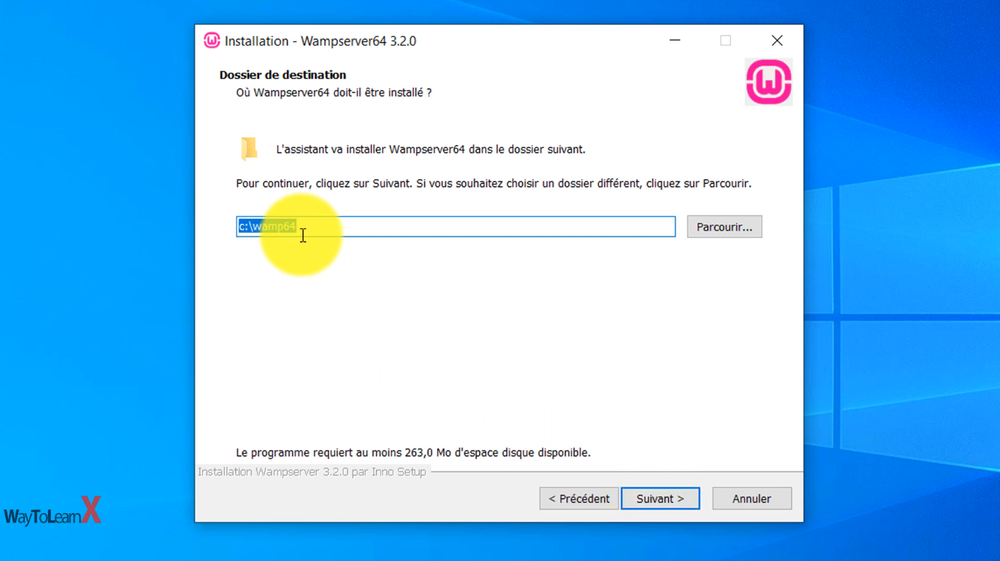 Installation - Wampserver64 3.2.0
Dossier de destination
Où Wampserver64 doit-il être installé ?
L'assistant va installer Wampserver64 dans le dossier suivant.
Pour continuer, cliquez sur Suivant. Si vous souhaitez choisir un dossier différent, cliquez sur Parcourir.
c:\wamp64
Parcourir...
Le programme requiert au moins 263,0 Mo d'espace disque disponible.
Installation Wampserver 3.2.0 par Inno Setup
< Précédent
Suivant >
Annuler
WayToLearnX